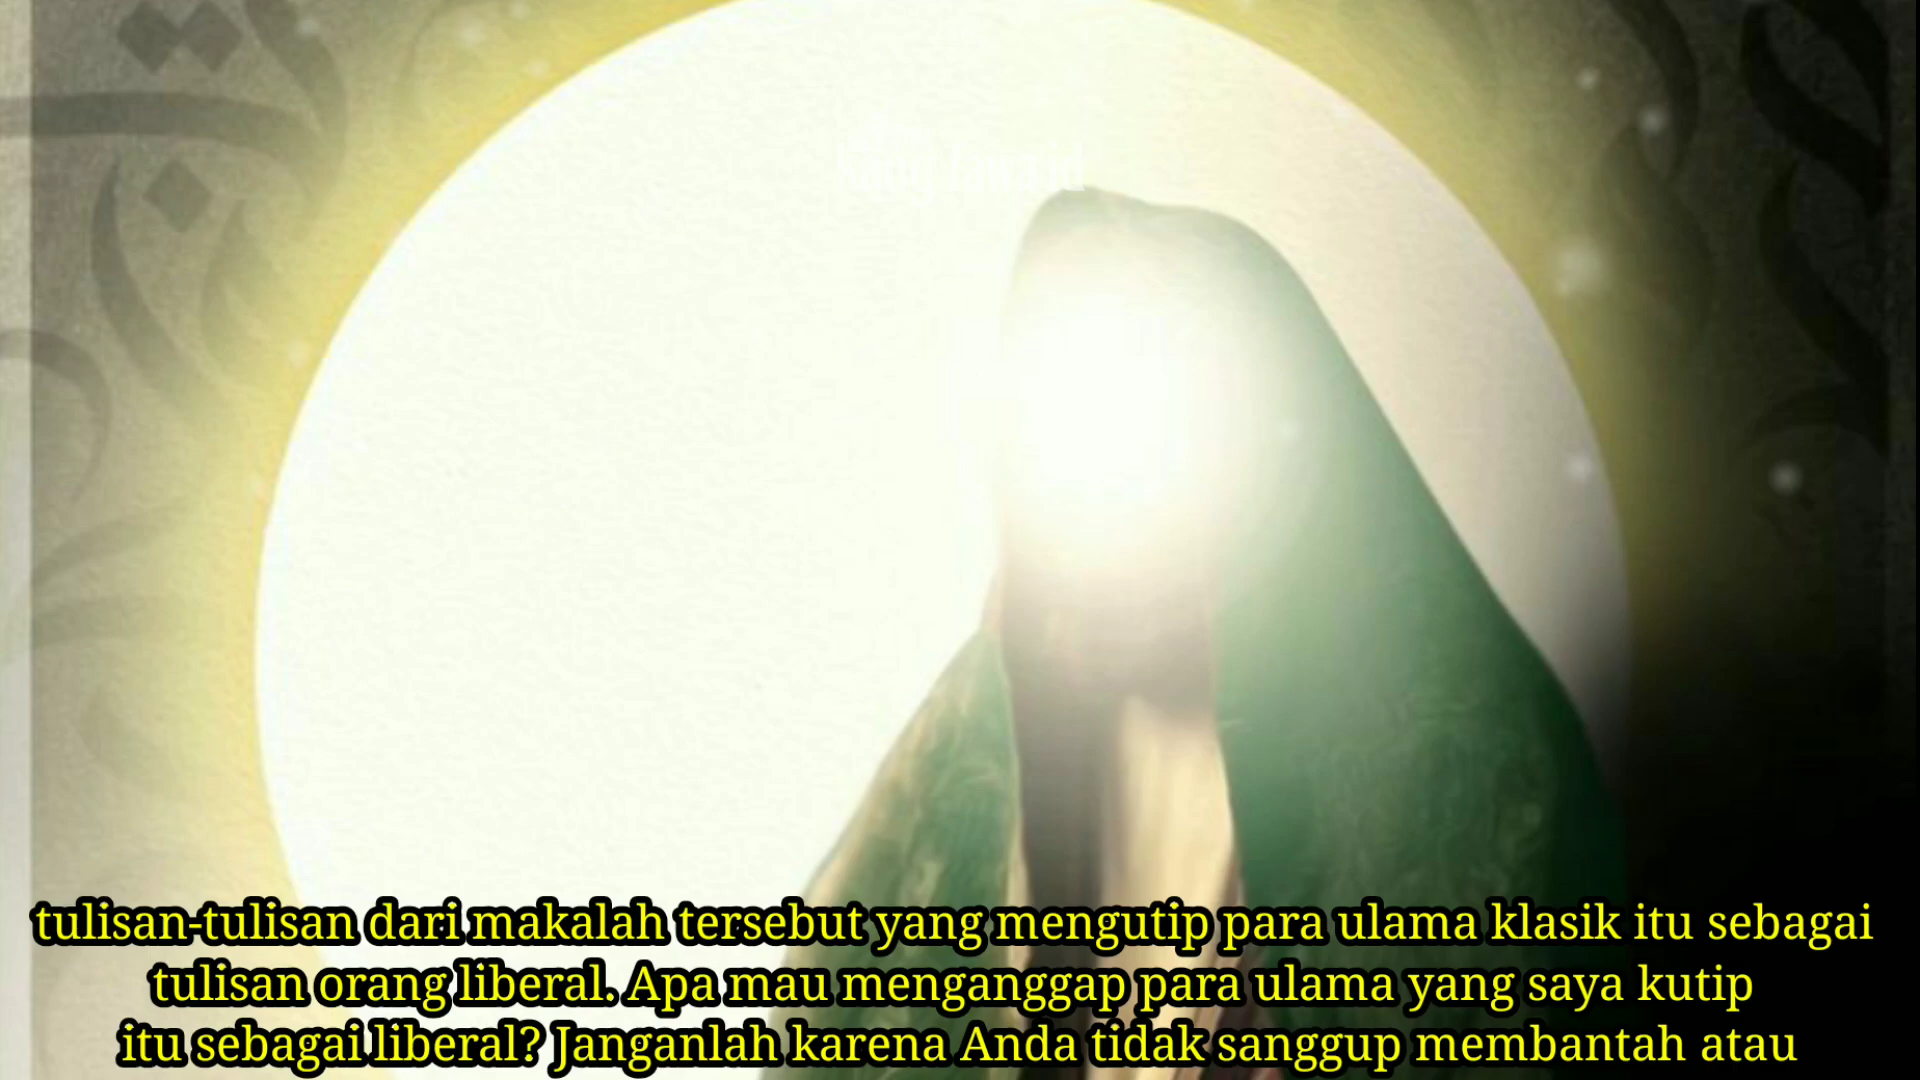 tulisan-tulisan dari makalah tersebut yang mengutip para ulama klasik itu sebagai
tulisan orang liberal. Apa mau menganggap para ulama yang saya kutip
itu sebagai liberal? Janganlah karena Anda tidak sanggup membantah atau